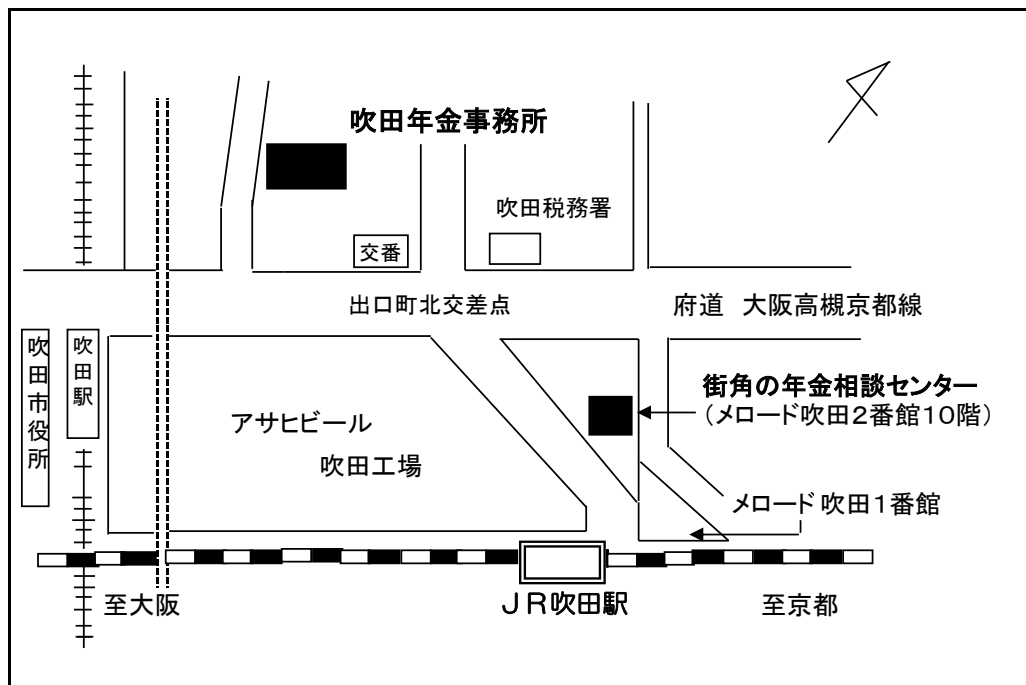 吹田年金事務所
吹田税務署
交番
出口町北交差点
府道 大阪高槻京都線
吹田市役所
吹田駅
街角の年金相談センター
（メロード吹田2番館10階）
アサヒビール
吹田工場
メロード吹田1番館
至大阪
JR吹田駅
至京都